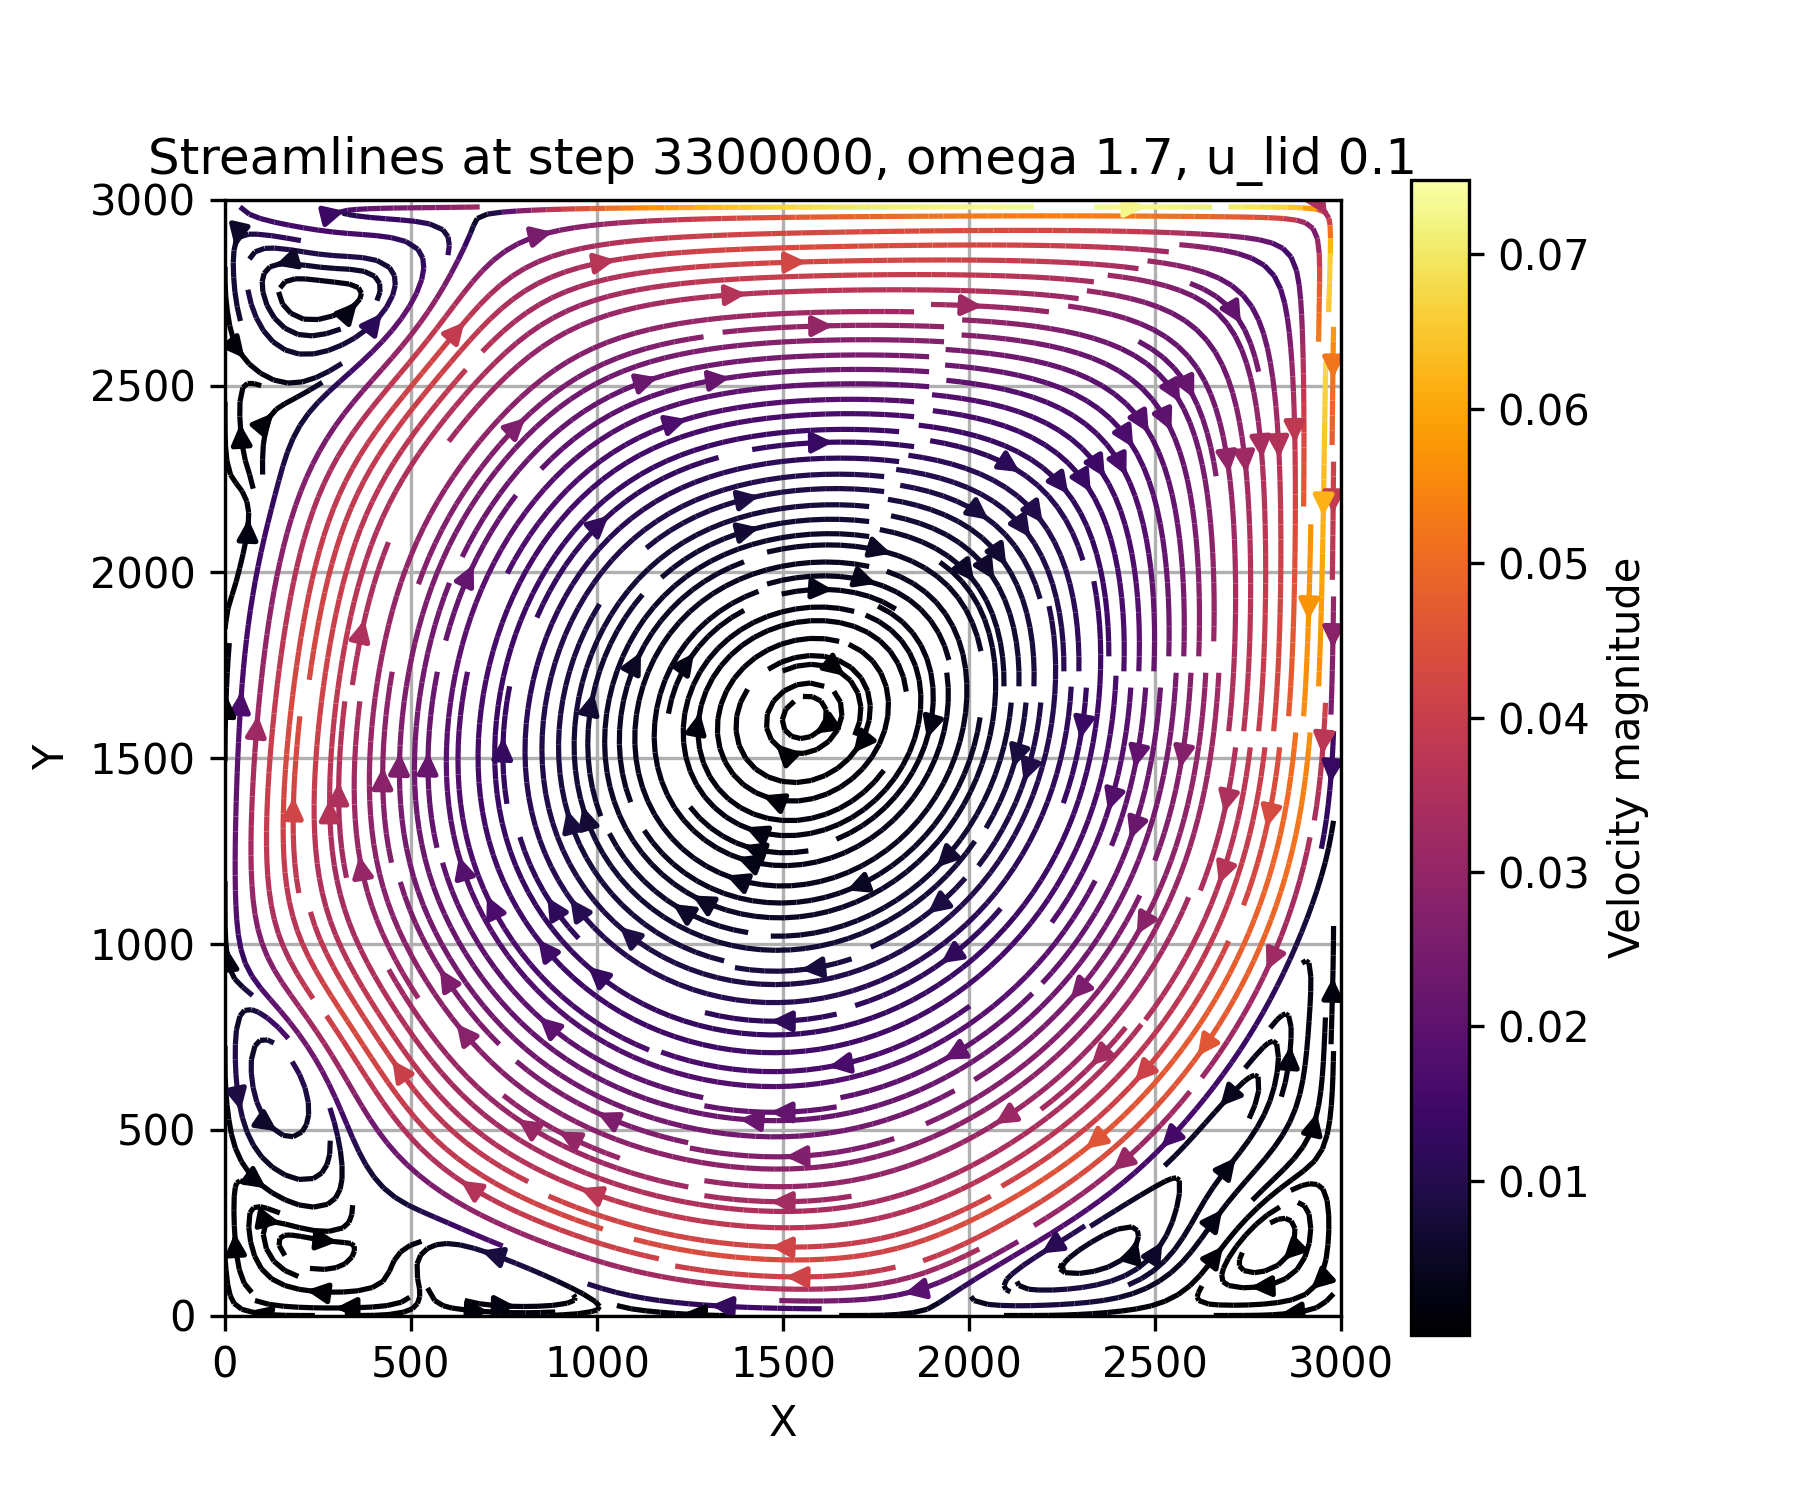 Streamlines at step 3300000, omega 1.7, u_lid 0.1
3000
2500
2000
1500
1000
500
0
Y
0 500 1000 1500 2000 2500 3000
X
0.07
0.06
0.05
0.04
0.03
0.02
0.01
Velocity magnitude